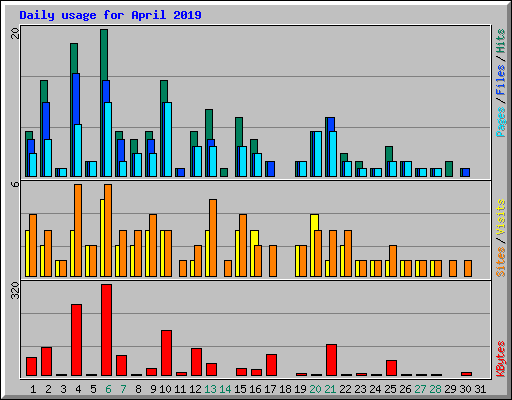 Daily usage for April 2019
20
Pages / Files / Hits
6
Sites / Visits
320
KBytes
1 2 3 4 5 6 7 8 9 10 11 12 13 14 15 16 17 18 19 20 21 22 23 24 25 26 27 28 29 30 31